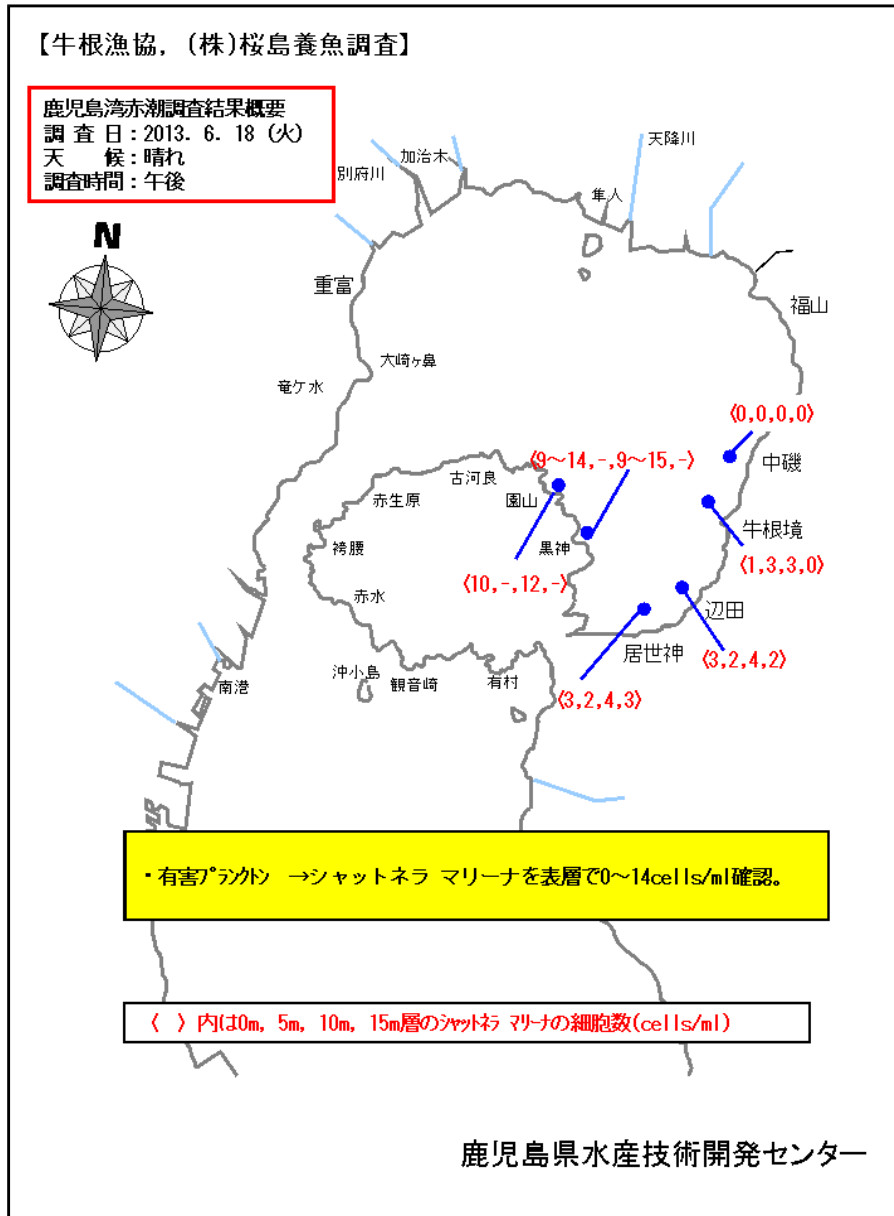 【牛根漁協，(株)桜島養魚調査】
鹿児島湾赤潮調査結果概要
調 査 日：2013. 6. 18 (火)
天　　候：晴れ
調査時間：午後
N
別府川
加治木
天降川
隼人
重富
福山
大崎ヶ鼻
竜ケ水
〈0,0,0,0〉
中磯
〈9～14,-,9～15,-〉
古河良
園山
赤生原
牛根境
黒神
袴腰
〈1,3,3,0〉
〈10,-,12,-〉
赤水
辺田
居世神
〈3,2,4,2〉
沖小島
観音崎
有村
南港
〈3,2,4,3〉
・有害ﾌﾟﾗﾝｸﾄﾝ　→シャットネラ マリーナを表層で0～14cells/ml確認。
〈　〉内は0m, 5m, 10m, 15m層のｼｬｯﾄﾈﾗ ﾏﾘｰﾅの細胞数(cells/ml)
鹿児島県水産技術開発センター